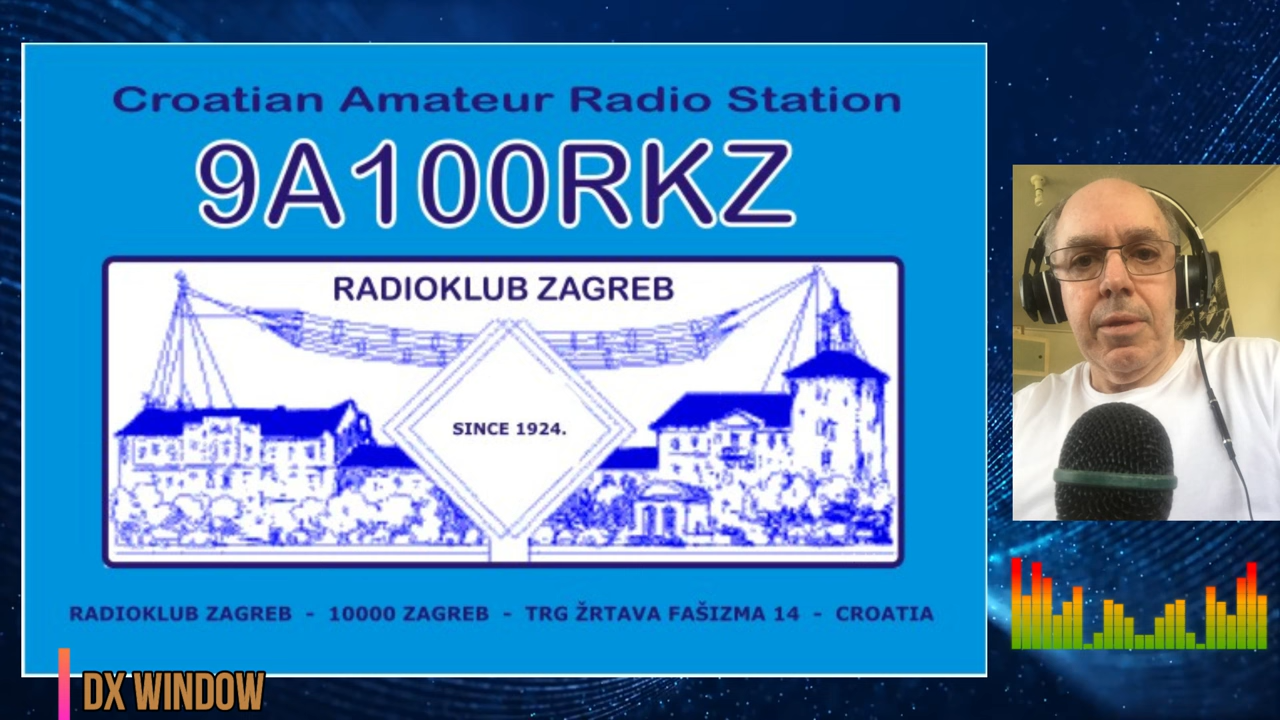 Croatian Amateur Radio Station
9A100RKZ
RADIOKLUB ZAGREB
SINCE 1924.
RADIOKLUB ZAGREB - 10000 ZAGREB - TRG ŽRTAVA FAŠIZMA 14 - CROATIA
DX WINDOW